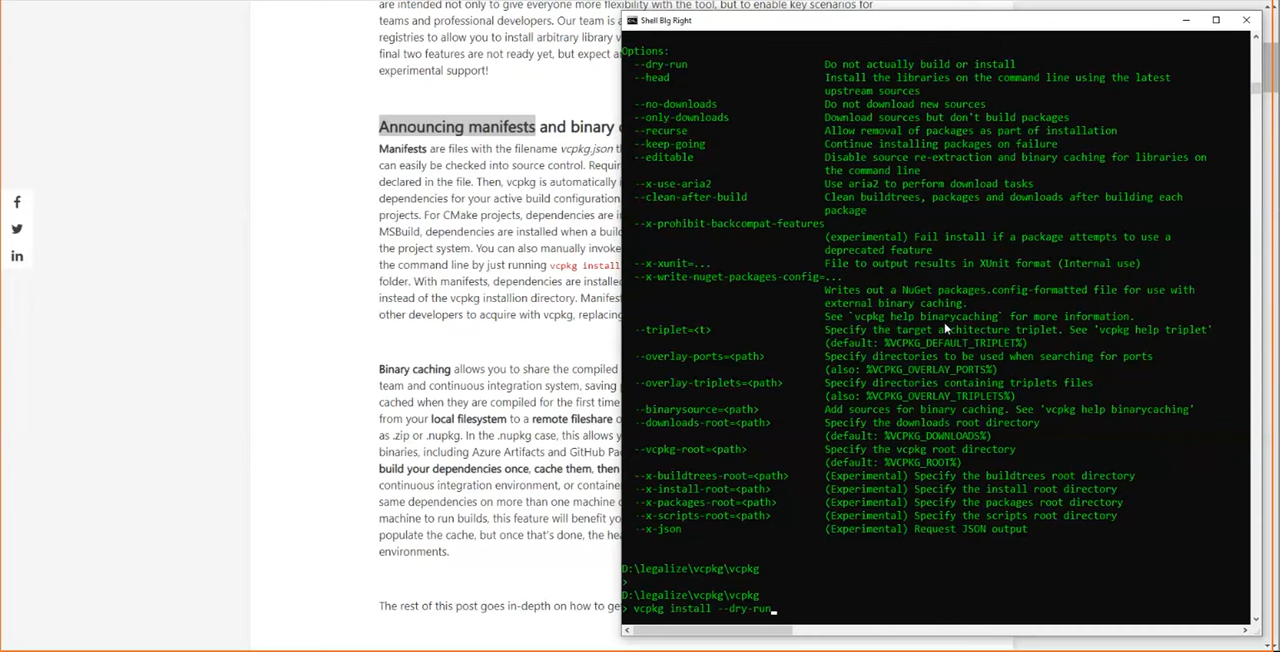 are intended not only to give everyone more flexibility with the tool, but to enable key scenarios for
teams and professional developers. Our team is a
registries to allow you to install arbitrary library v
final two features are not ready yet, but expect a
experimental support!
Announcing manifests and binary
Manifests are files with the filename vcpkg.json t
can easily be checked into source control. Requir
declared in the file. Then, vcpkg is automatically i
dependencies for your active build configuration.
projects. For CMake projects, dependencies are in
MSBuild, dependencies are installed when a build
the project system. You can also manually invoke
the command line by just running vcpkg install
folder. With manifests, dependencies are installe
instead of the vcpkg installion directory. Manifes
other developers to acquire with vcpkg, replacing
Binary caching allows you to share the compiled
team and continuous integration system, saving
cached when they are compiled for the first time
from your local filesystem to a remote fileshare o
as .zip or .nupkg. In the .nupkg case, this allows y
binaries, including Azure Artifacts and GitHub Pa
build your dependencies once, cache them, then
continuous integration environment, or container
same dependencies on more than one machine o
machine to run builds, this feature will benefit yo
populate the cache, but once that's done, the hea
environments.
The rest of this post goes in-depth on how to ge
Shell Big Right
Options:
--dry-run Do not actually build or install
--head Install the libraries on the command line using the latest
upstream sources
--no-downloads Do not download new sources
--only-downloads Download sources but don't build packages
--recurse Allow removal of packages as part of installation
--keep-going Continue installing packages on failure
--editable Disable source re-extraction and binary caching for libraries on
the command line
--x-use-aria2 Use aria2 to perform download tasks
--clean-after-build Clean buildtrees, packages and downloads after building each
package
--x-prohibit-backcompat-features
(experimental) Fail install if a package attempts to use a
deprecated feature
--x-xunit=... File to output results in XUnit format (Internal use)
--x-write-nuget-packages-config=...
Writes out a NuGet packages.config-formatted file for use with
external binary caching.
See `vcpkg help binarycaching` for more information.
--triplet=<t> Specify the target architecture triplet. See 'vcpkg help triplet'
(default: %VCPKG_DEFAULT_TRIPLET%)
--overlay-ports=<path> Specify directories to be used when searching for ports
(also: %VCPKG_OVERLAY_PORTS%)
--overlay-triplets=<path> Specify directories containing triplets files
(also: %VCPKG_OVERLAY_TRIPLETS%)
--binarysource=<path> Add sources for binary caching. See 'vcpkg help binarycaching'
--downloads-root=<path> Specify the downloads root directory
(default: %VCPKG_DOWNLOADS%)
--vcpkg-root=<path> Specify the vcpkg root directory
(default: %VCPKG_ROOT%)
--x-buildtrees-root=<path> (Experimental) Specify the buildtrees root directory
--x-install-root=<path> (Experimental) Specify the install root directory
--x-packages-root=<path> (Experimental) Specify the packages root directory
--x-scripts-root=<path> (Experimental) Specify the scripts root directory
--x-json (Experimental) Request JSON output
D:\legalize\vcpkg\vcpkg
>
D:\legalize\vcpkg\vcpkg
> vcpkg install --dry-run